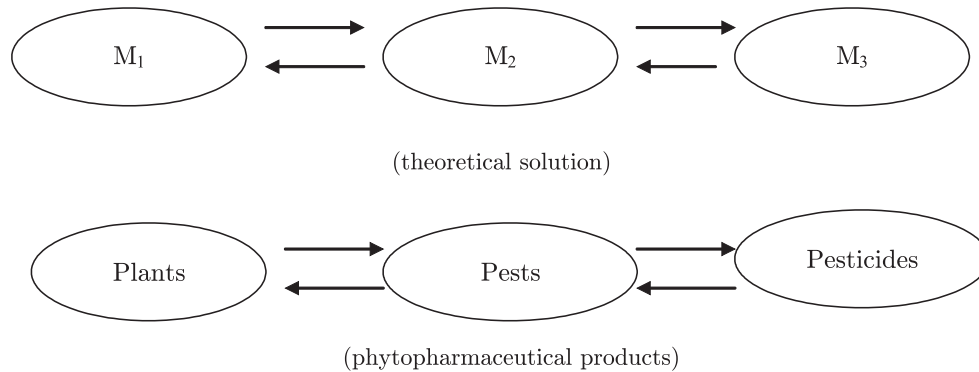 M₁ M₂ M₃
(theoretical solution)
Plants Pests Pesticides
(phytopharmaceutical products)